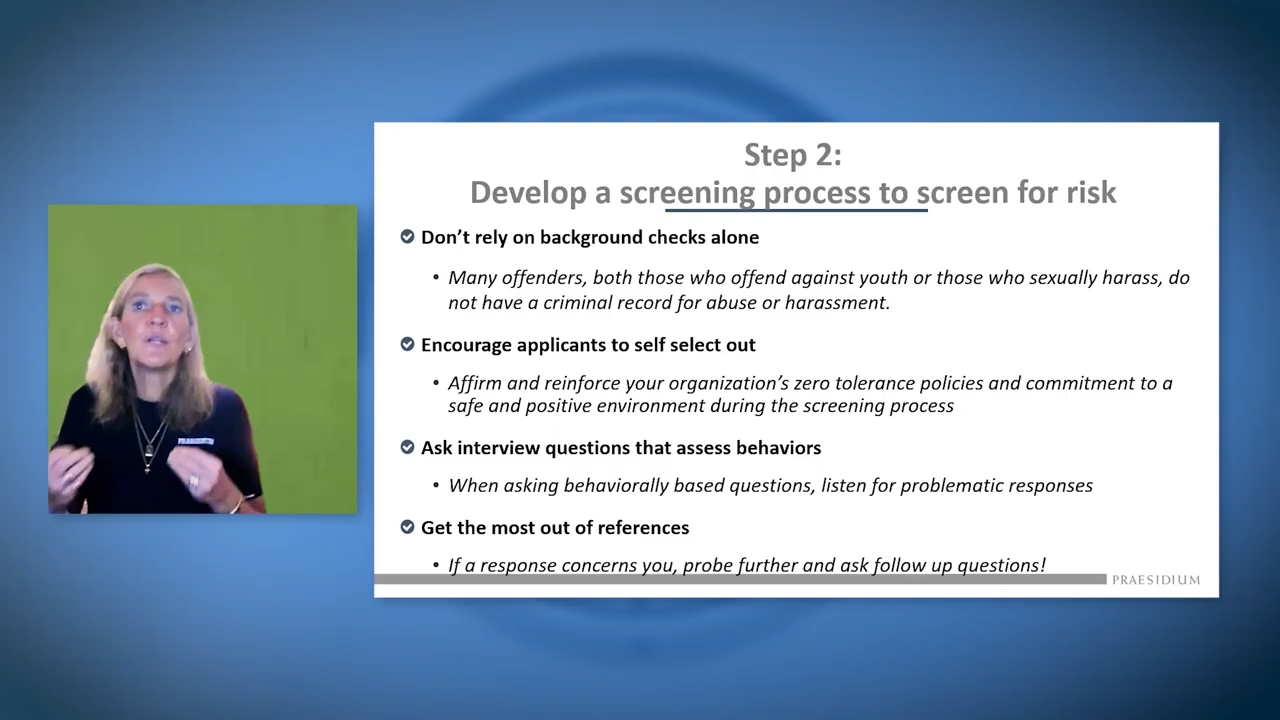 Step 2:
Develop a screening process to screen for risk
Don't rely on background checks alone
• Many offenders, both those who offend against youth or those who sexually harass, do
not have a criminal record for abuse or harassment.
Encourage applicants to self select out
• Affirm and reinforce your organization's zero tolerance policies and commitment to a
safe and positive environment during the screening process
Ask interview questions that assess behaviors
• When asking behaviorally based questions, listen for problematic responses
Get the most out of references
• If a response concerns you, probe further and ask follow up questions!
PRAESIDIUM
PRAESIDIUM